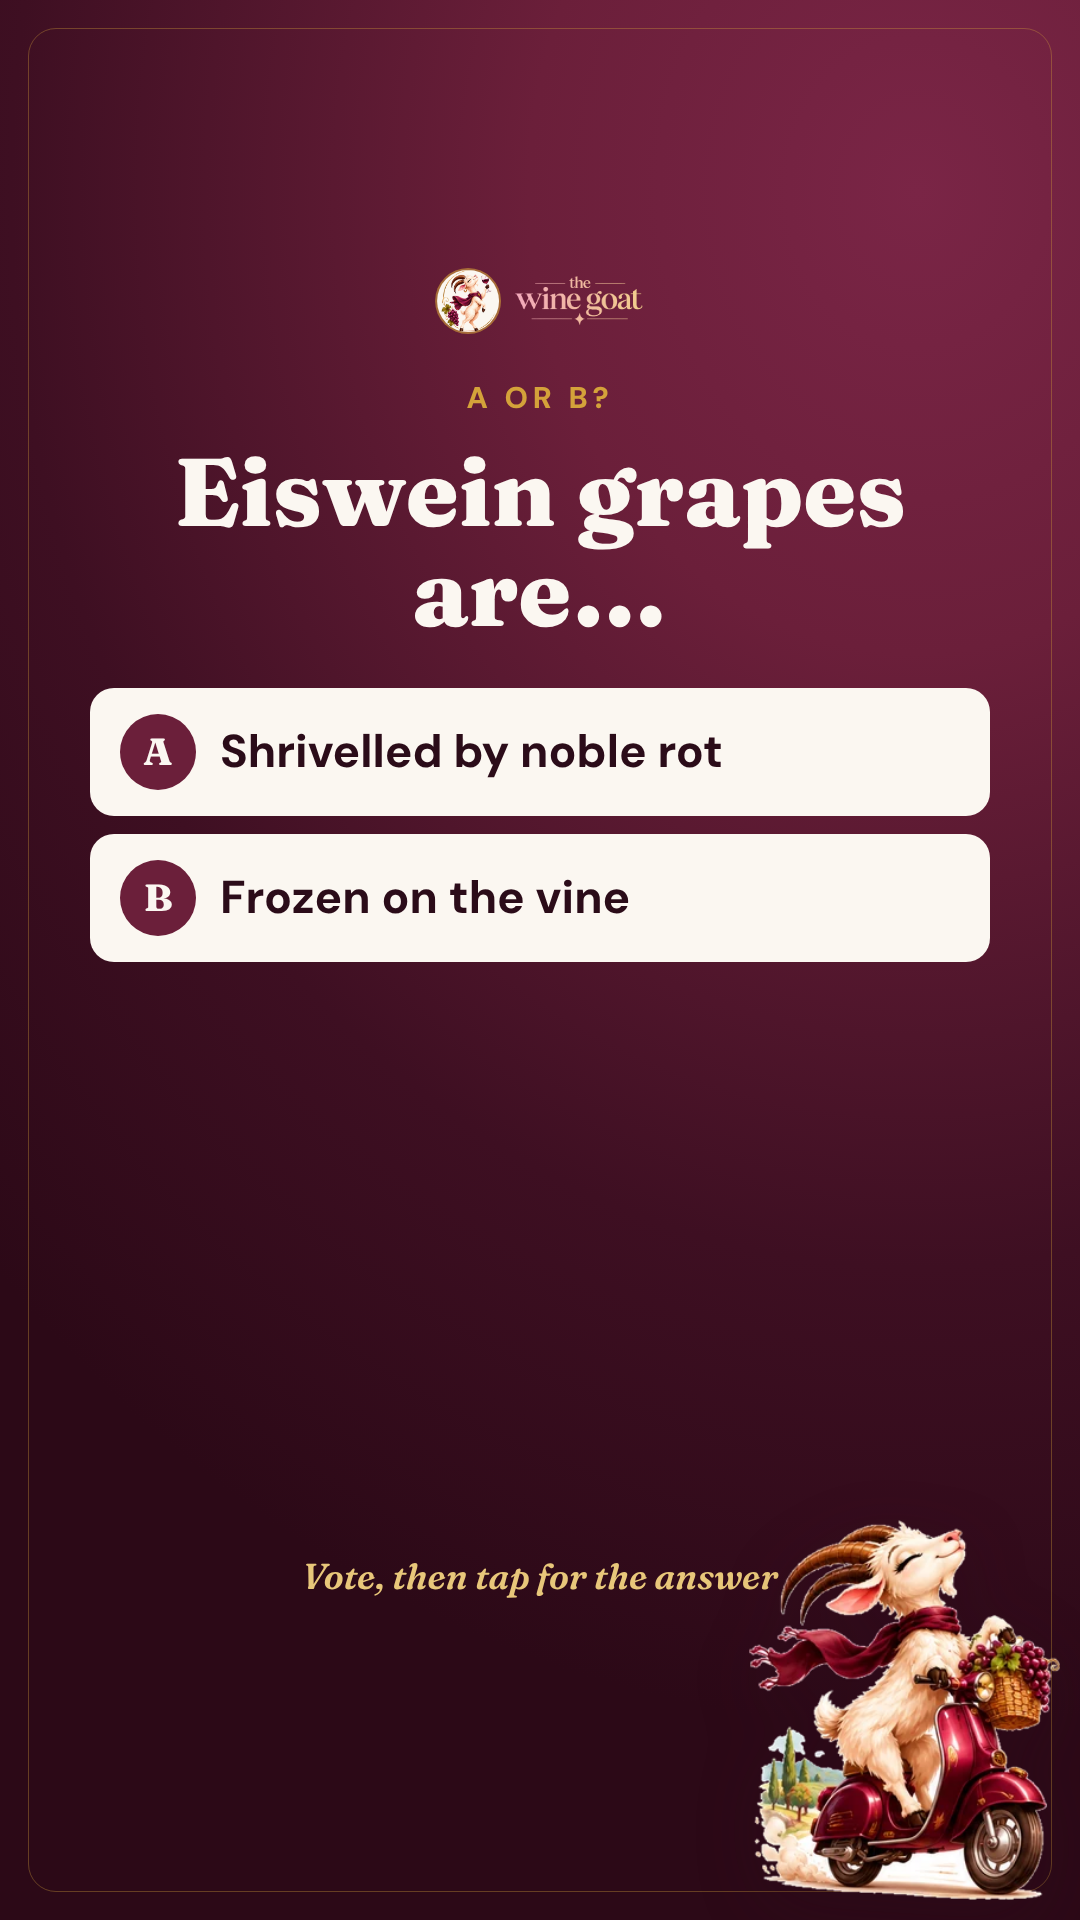 the
wine goat
A OR B?
Eiswein grapes
are...
A Shrivelled by noble rot
B Frozen on the vine
Vote, then tap for the answer